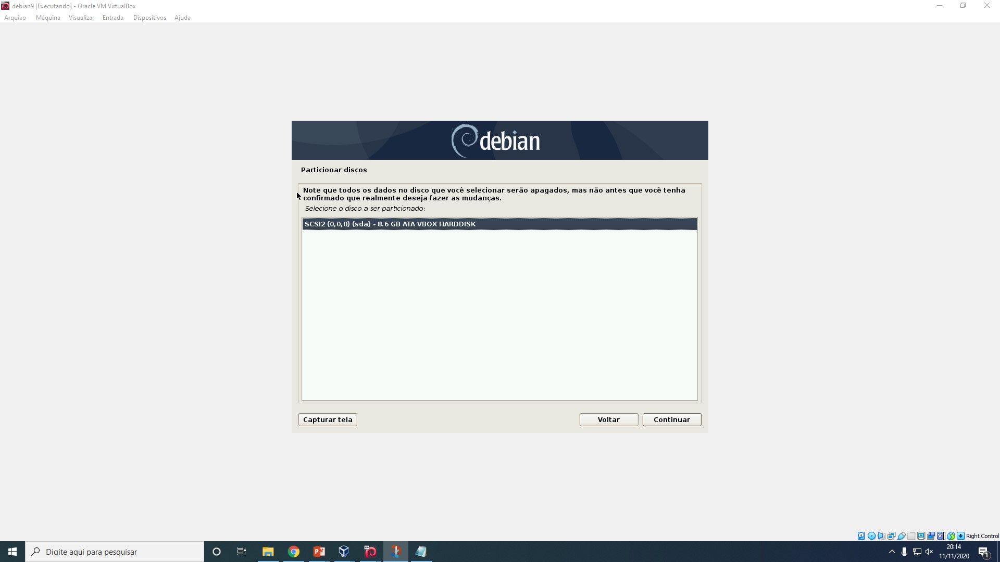 debian9 [Executando] - Oracle VM VirtualBox
Arquivo Máquina Visualizar Entrada Dispositivos Ajuda
debian
Particionar discos
Note que todos os dados no disco que você selecionar serão apagados, mas não antes que você tenha
confirmado que realmente deseja fazer as mudanças.
Selecione o disco a ser particionado:
SCSI2 (0,0,0) (sda) - 8.6 GB ATA VBOX HARDDISK
Capturar tela Voltar Continuar
Right Control
Digite aqui para pesquisar
20:14
11/11/2020
1